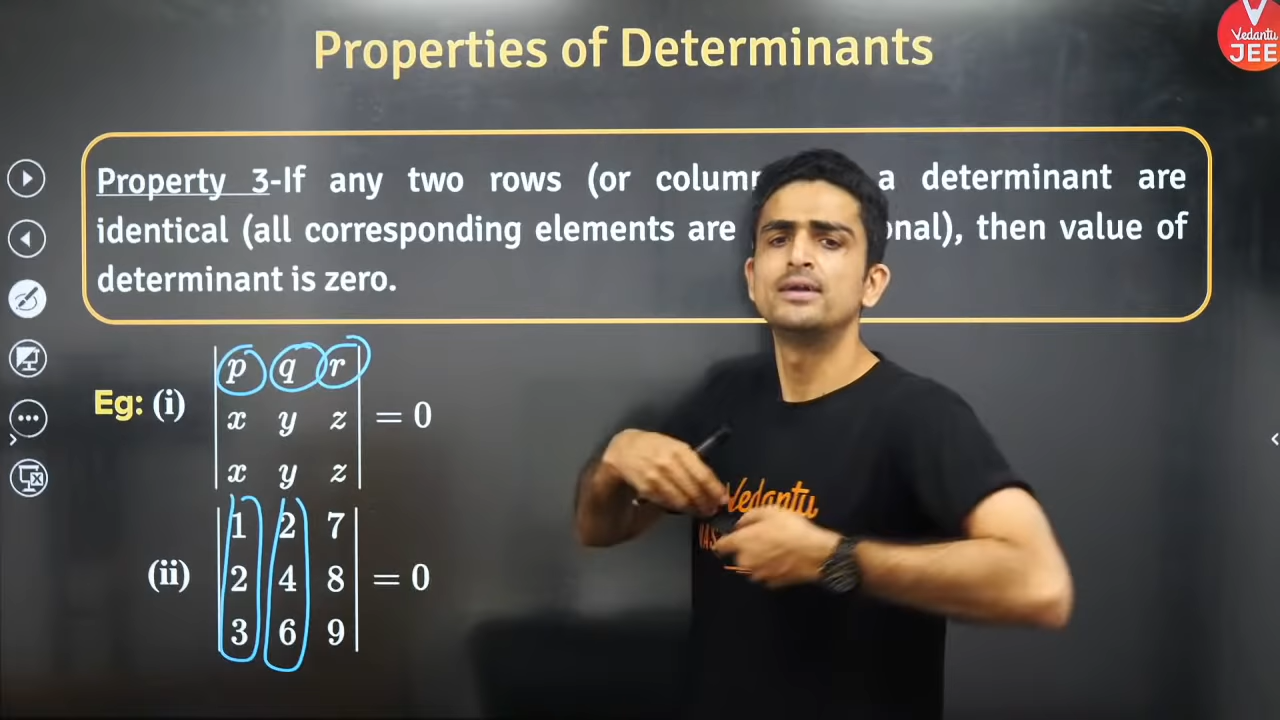 Properties of Determinants
Vedantu
JEE
Property 3-If any two rows (or a determinant are
identical (all corresponding elements are then value of
determinant is zero.
Eg: (i)
p q r
x y z = 0
x y z
(ii)
1 2 7
2 4 8 = 0
3 6 9
Vedantu